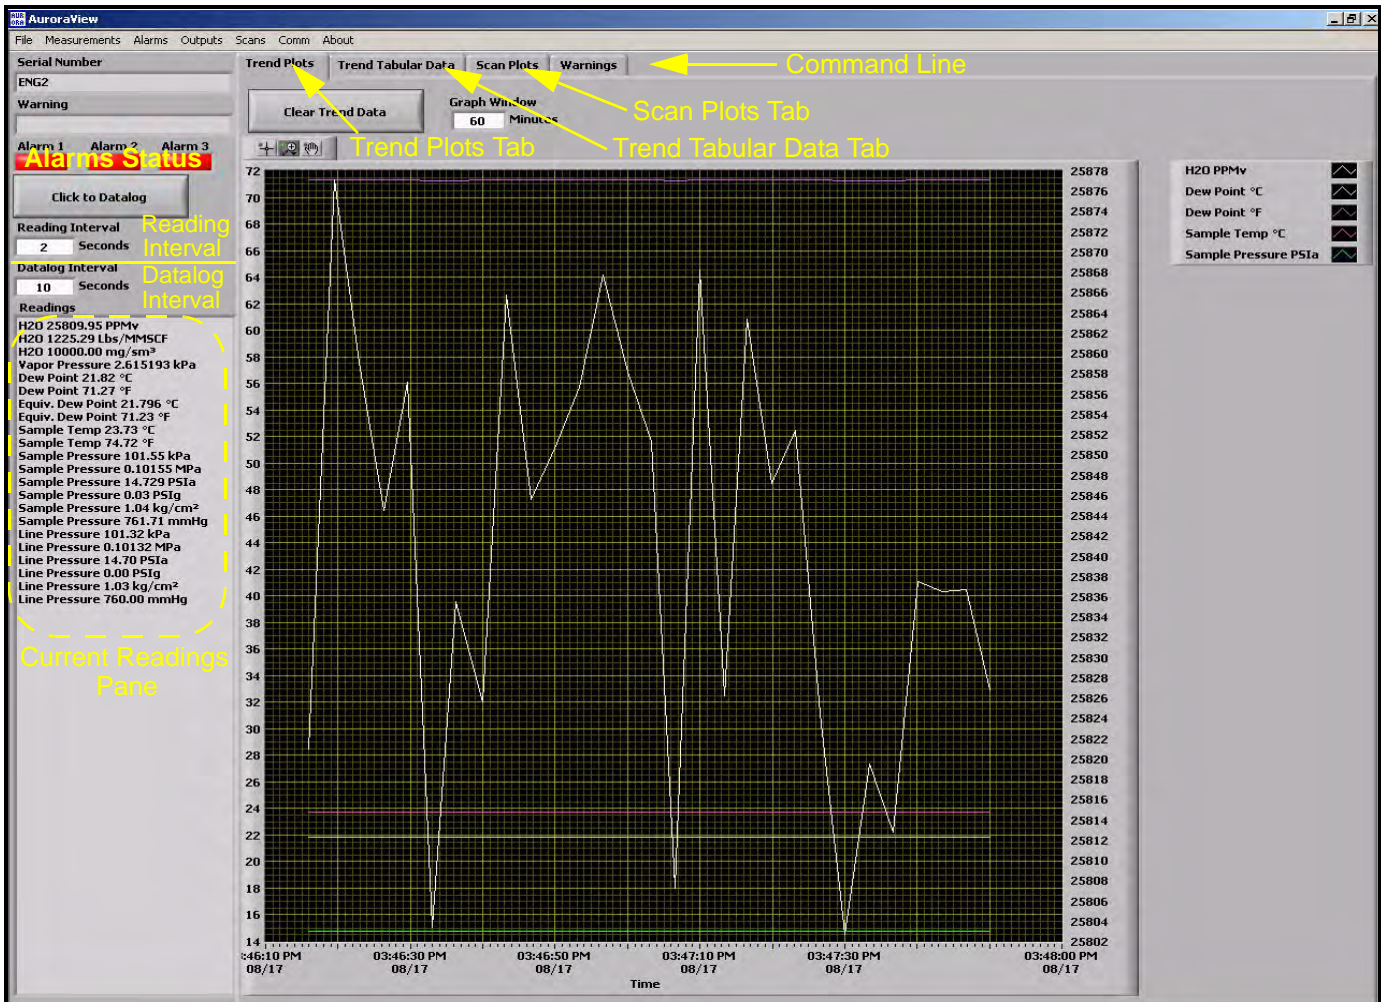 AUR
ORA AuroraView
File Measurements Alarms Outputs Scans Comm About
Serial Number
ENG2
Warning
Alarm 1 Alarm 2 Alarm 3
Alarms Status
Click to Datalog
Reading Interval
2 Seconds
Reading
Interval
Datalog Interval
10 Seconds
Datalog
Interval
Readings
H2O 25809.95 PPMv
H2O 1225.29 Lbs/MMSCF
H2O 10000.00 mg/sm³
Vapor Pressure 2.615193 kPa
Dew Point 21.82 °C
Dew Point 71.27 °F
Equiv. Dew Point 21.796 °C
Equiv. Dew Point 71.23 °F
Sample Temp 23.73 °C
Sample Temp 74.72 °F
Sample Pressure 101.55 kPa
Sample Pressure 0.10155 MPa
Sample Pressure 14.729 PSIa
Sample Pressure 0.03 PSIg
Sample Pressure 1.04 kg/cm²
Sample Pressure 761.71 mmHg
Line Pressure 101.32 kPa
Line Pressure 0.10132 MPa
Line Pressure 14.70 PSIa
Line Pressure 0.00 PSIg
Line Pressure 1.03 kg/cm²
Line Pressure 760.00 mmHg
Current Readings
Pane
Trend Plots Trend Tabular Data Scan Plots Warnings
Command Line
Clear Trend Data
Graph Window
60 Minutes
Scan Plots Tab
Trend Plots Tab
Trend Tabular Data Tab
72
70
68
66
64
62
60
58
56
54
52
50
48
46
44
42
40
38
36
34
32
30
28
26
24
22
20
18
16
14
25878
25876
25874
25872
25870
25868
25866
25864
25862
25860
25858
25856
25854
25852
25850
25848
25846
25844
25842
25840
25838
25836
25834
25832
25830
25828
25826
25824
25822
25820
25818
25816
25814
25812
25810
25808
25806
25804
25802
:46:10 PM 03:46:30 PM 03:46:50 PM 03:47:10 PM 03:47:30 PM 03:48:00 PM
08/17 08/17 08/17 08/17 08/17 08/17
Time
H2O PPMv
Dew Point °C
Dew Point °F
Sample Temp °C
Sample Pressure PSIa